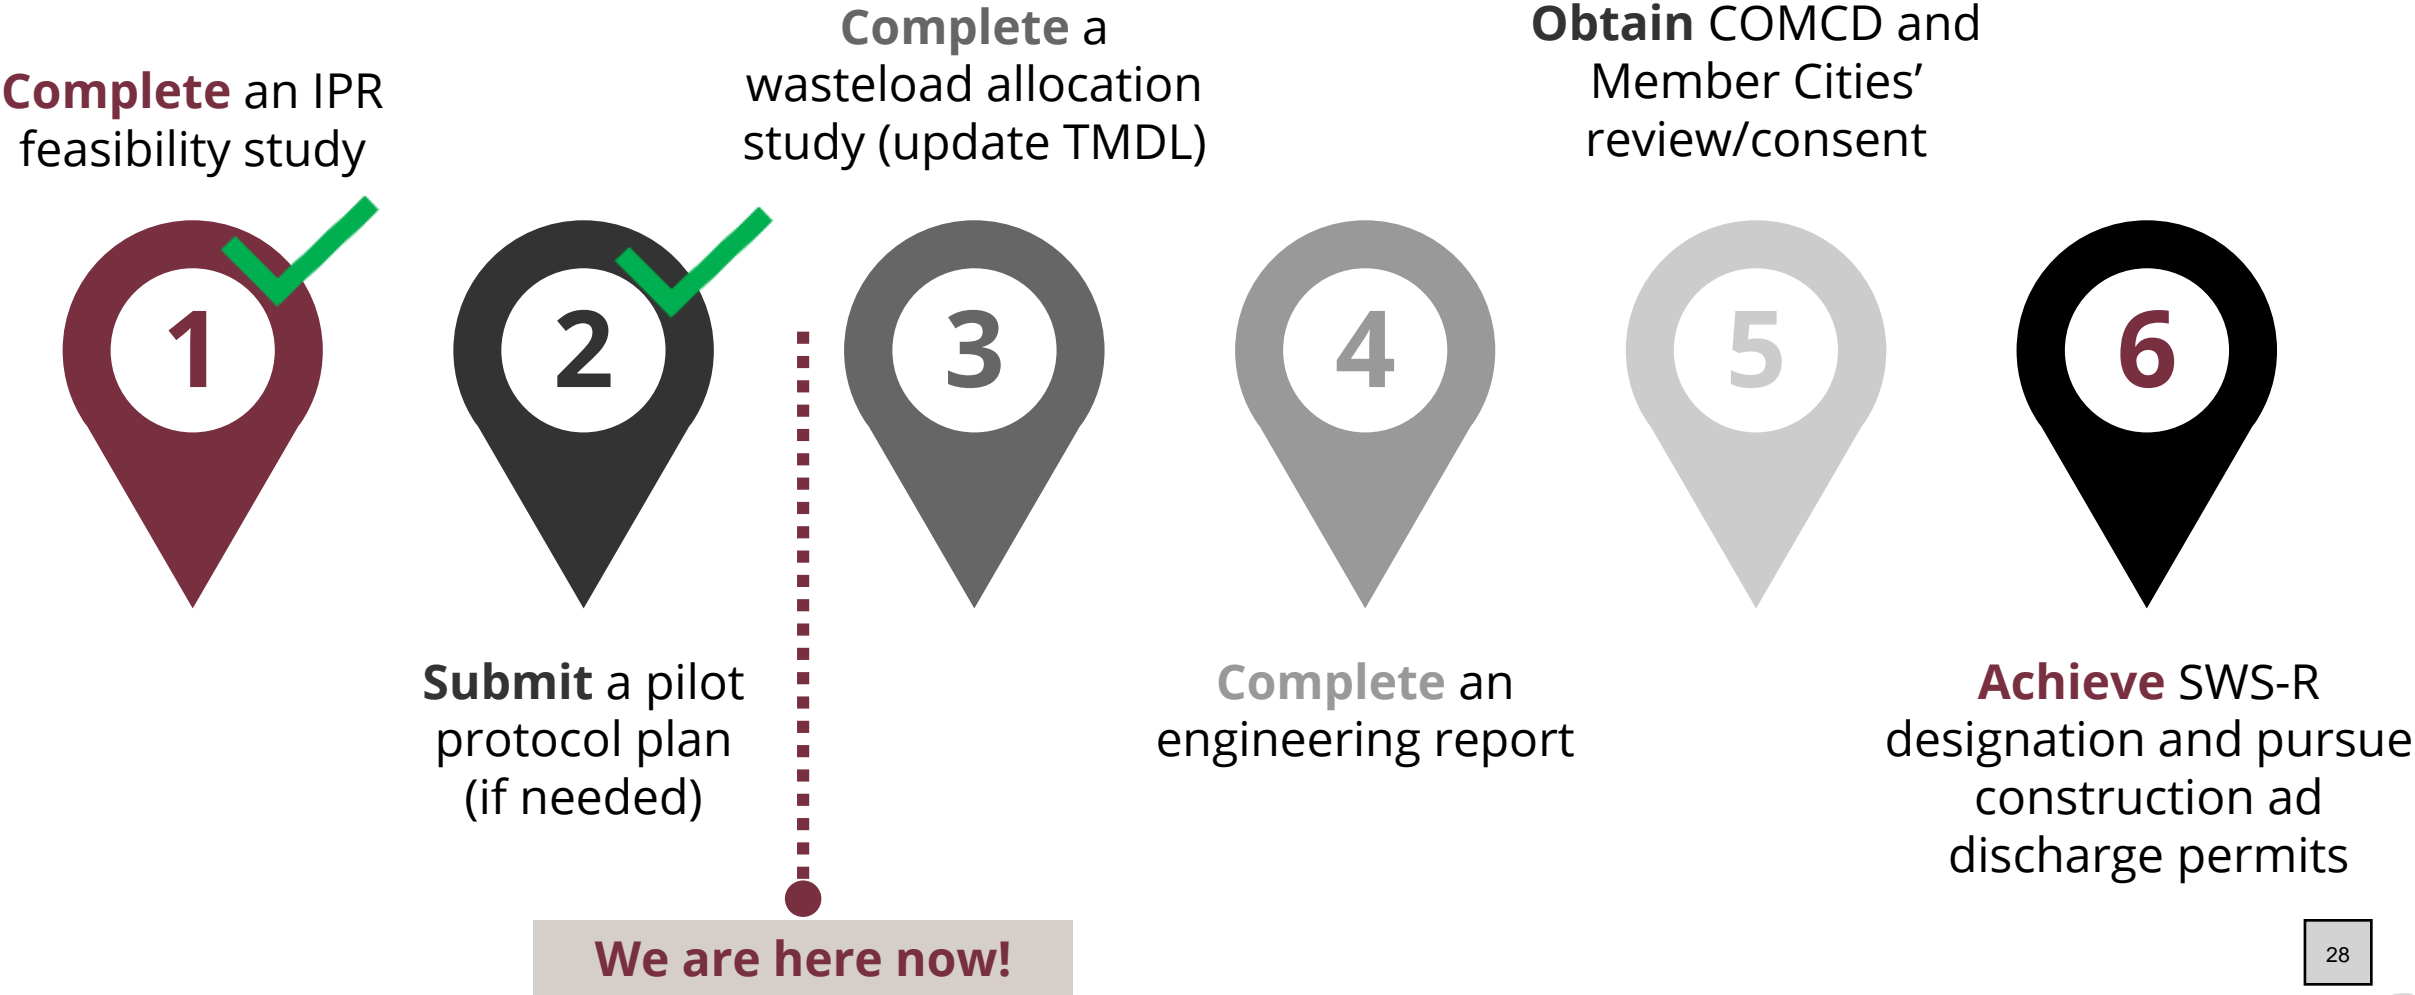 Complete an IPR
feasibility study
1
Submit a pilot
protocol plan
(if needed)
2
Complete a
wasteload allocation
study (update TMDL)
3
Complete an
engineering report
4
Obtain COMCD and
Member Cities’
review/consent
5
Achieve SWS-R
designation and pursue
construction ad
discharge permits
6
We are here now!
28